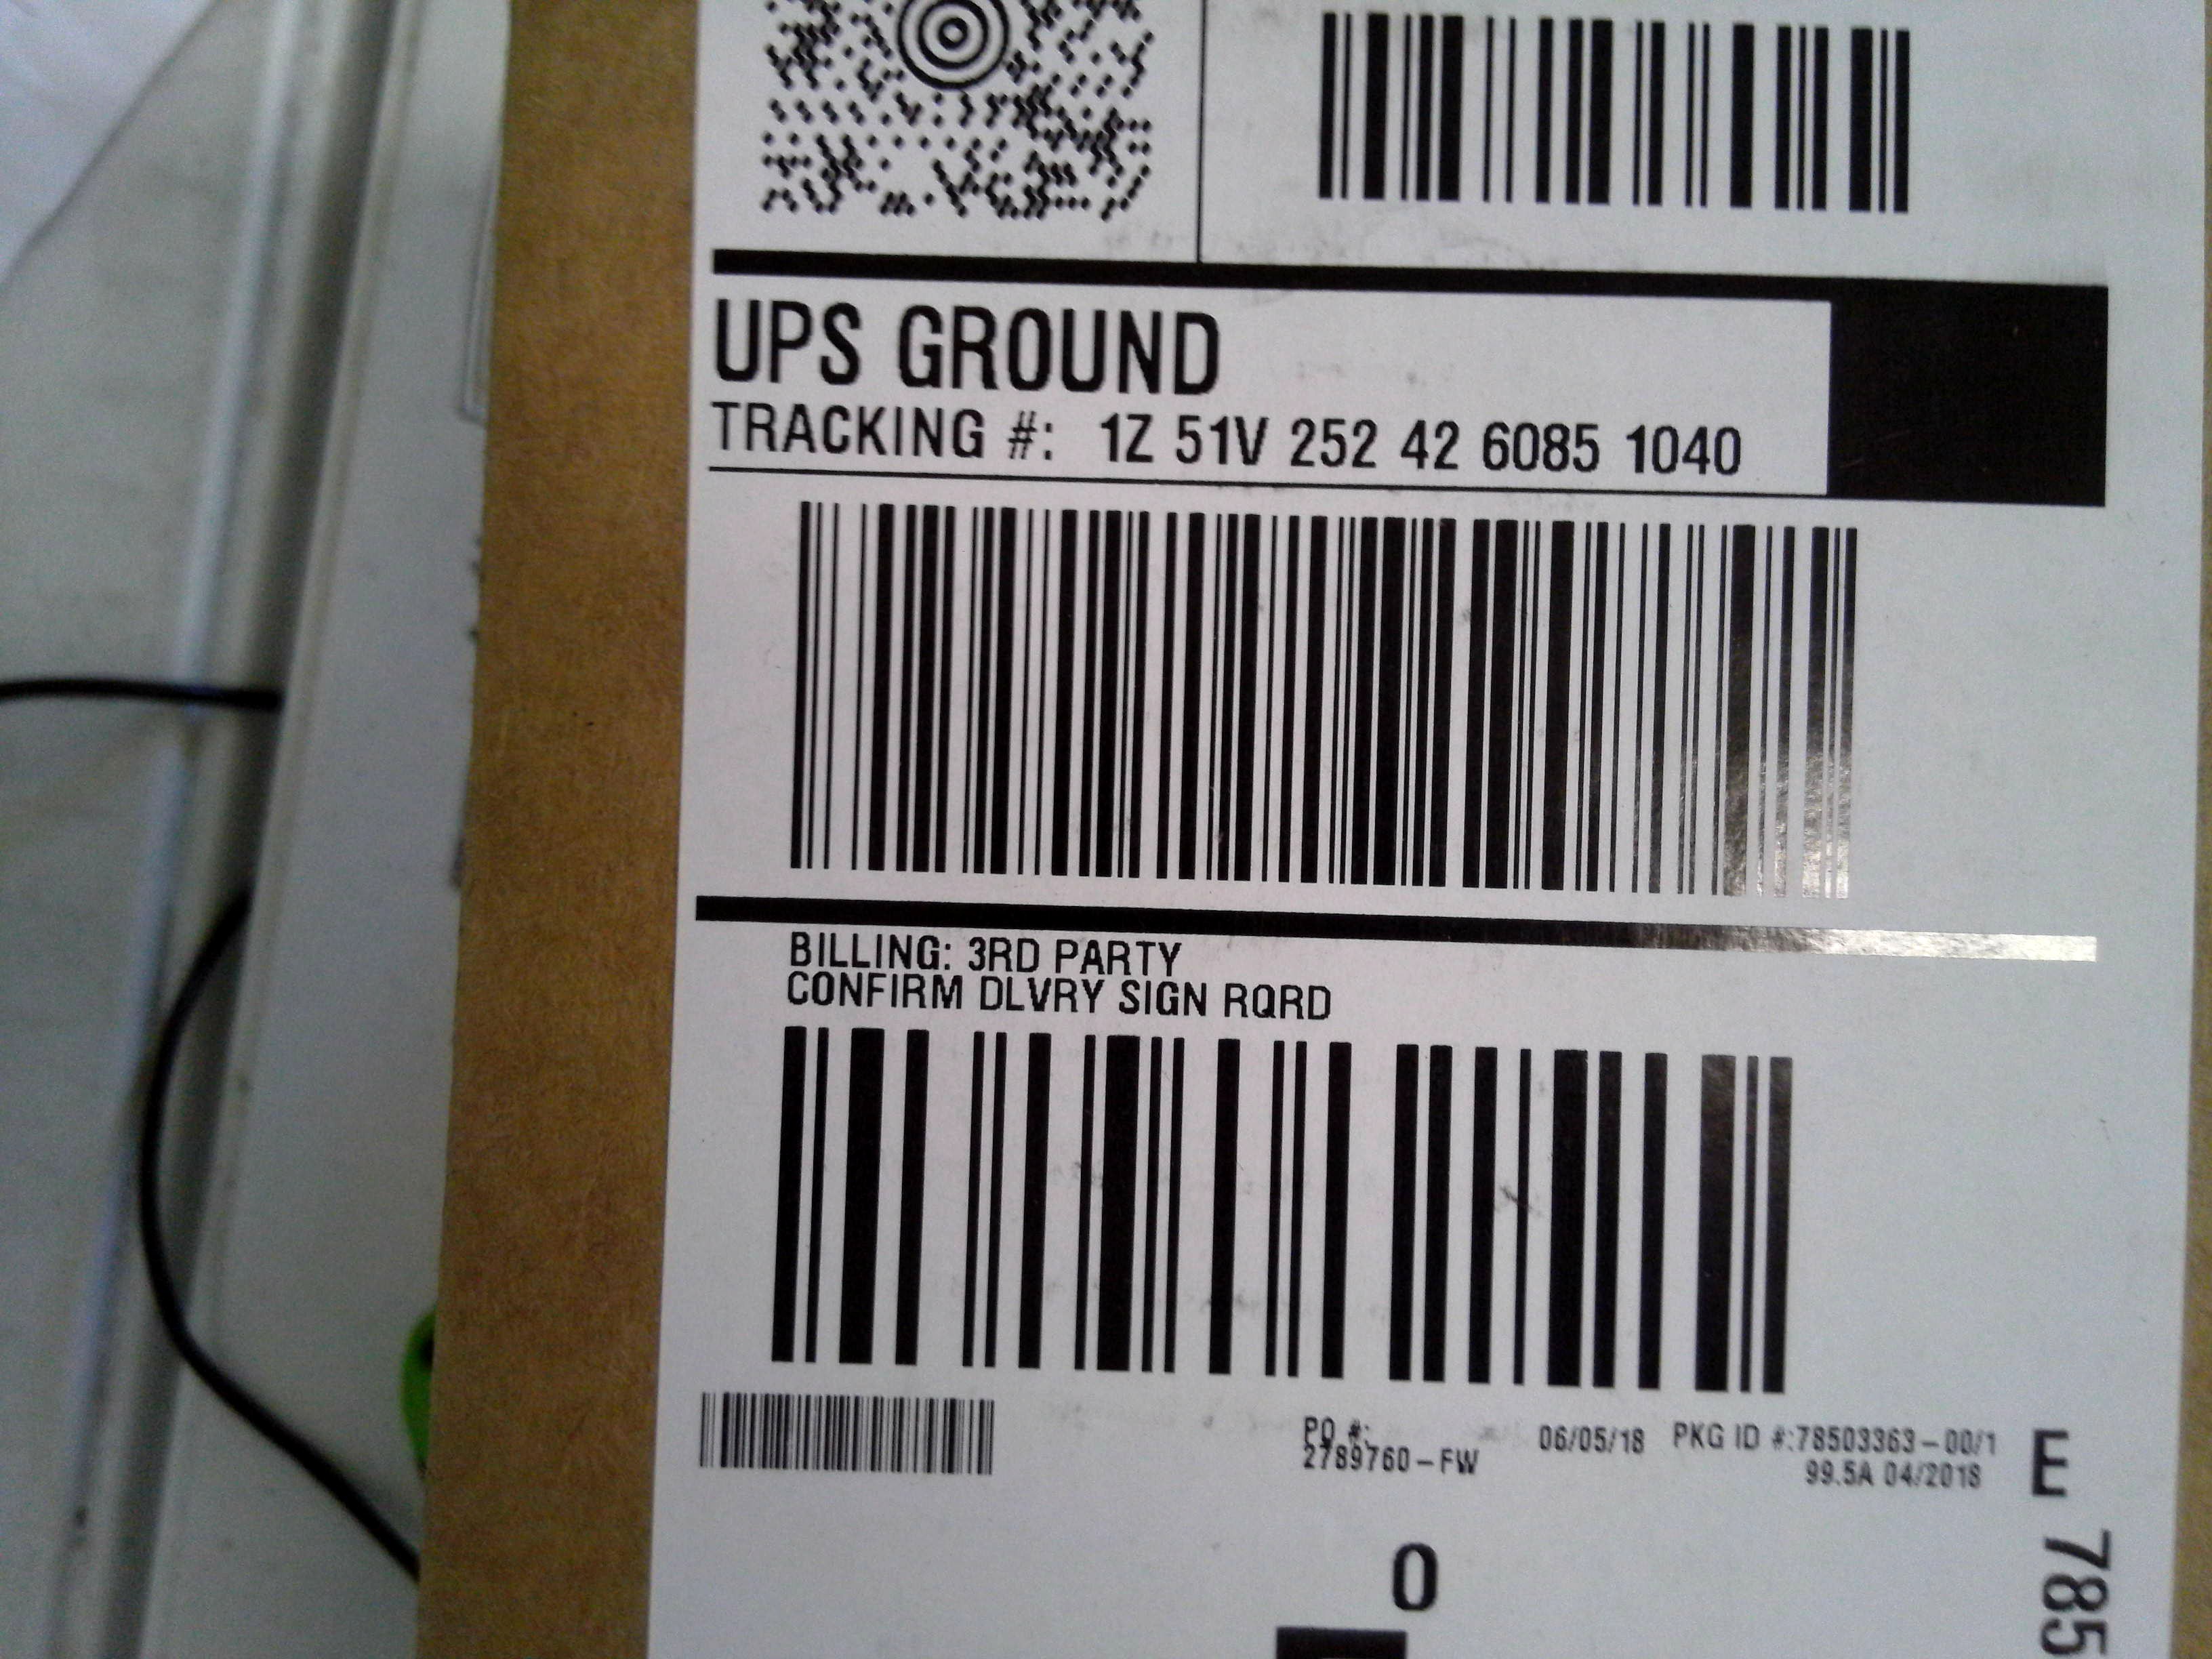 UPS GROUND
TRACKING #: 1Z 51V 252 42 6085 1040
BILLING: 3RD PARTY
CONFIRM DLVRY SIGN RQRD
PO #:
2789760-FW
06/05/18 PKG ID #:78503363-00/1
99.5A 04/2018
E
0
785